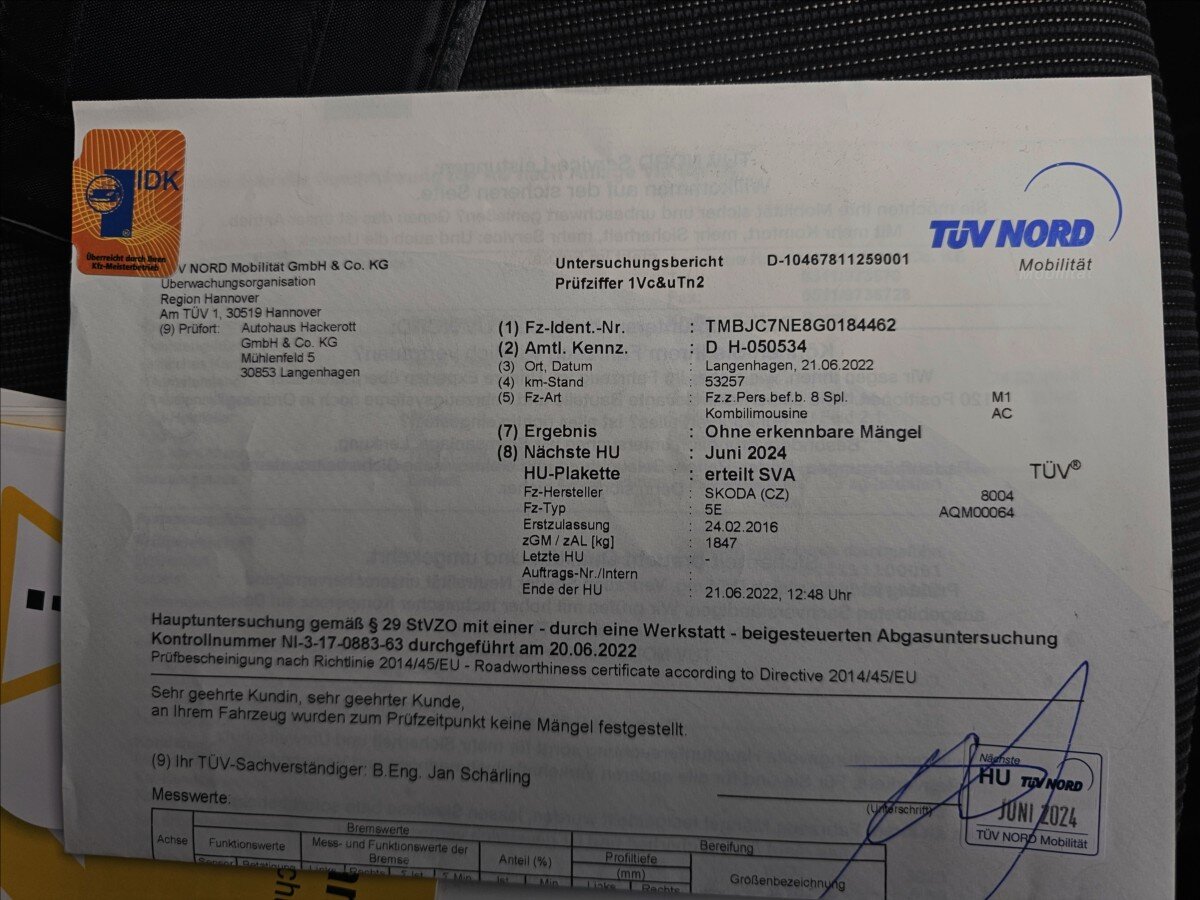 IDK
Überreicht durch Ihren
Kfz-Meisterbetrieb
TÜV NORD
Mobilität
V NORD Mobilität GmbH & Co. KG
Überwachungsorganisation
Region Hannover
Am TÜV 1, 30519 Hannover
(9) Prüfort: Autohaus Hackerott
GmbH & Co. KG
Mühlenfeld 5
30853 Langenhagen
Untersuchungsbericht D-10467811259001
Prüfziffer 1Vc&uTn2
(1) Fz-Ident.-Nr. : TMBJC7NE8G0184462
(2) Amtl. Kennz. : D H-050534
(3) Ort, Datum : Langenhagen, 21.06.2022
(4) km-Stand : 53257
(5) Fz-Art : Fz.z.Pers.bef.b. 8 Spl. M1
Kombilimousine AC
(7) Ergebnis : Ohne erkennbare Mängel
(8) Nächste HU : Juni 2024
HU-Plakette : erteilt SVA
TÜV®
Fz-Hersteller : SKODA (CZ) 8004
Fz-Typ : 5E AQM00064
Erstzulassung : 24.02.2016
zGM / zAL [kg] : 1847
Letzte HU : -
Auftrags-Nr./Intern :
Ende der HU : 21.06.2022, 12:48 Uhr
Hauptuntersuchung gemäß § 29 StVZO mit einer - durch eine Werkstatt - beigesteuerten Abgasuntersuchung
Kontrollnummer NI-3-17-0883-63 durchgeführt am 20.06.2022
Prüfbescheinigung nach Richtlinie 2014/45/EU - Roadworthiness certificate according to Directive 2014/45/EU
Sehr geehrte Kundin, sehr geehrter Kunde,
an Ihrem Fahrzeug wurden zum Prüfzeitpunkt keine Mängel festgestellt.
(9) Ihr TÜV-Sachverständiger: B.Eng. Jan Schärling
(Unterschrift)
Nächste
HU TÜV NORD
JUNI 2024
TÜV NORD Mobilität
Messwerte:
Achse Bremswerte Bereifung
Funktionswerte Mess- und Funktionswerte der Bremse Anteil (%) Profiltiefe (mm) Größenbezeichnung
Sensor Betätigung Links Rechts Σ Ist Σ Min Ist Min Links Rechts